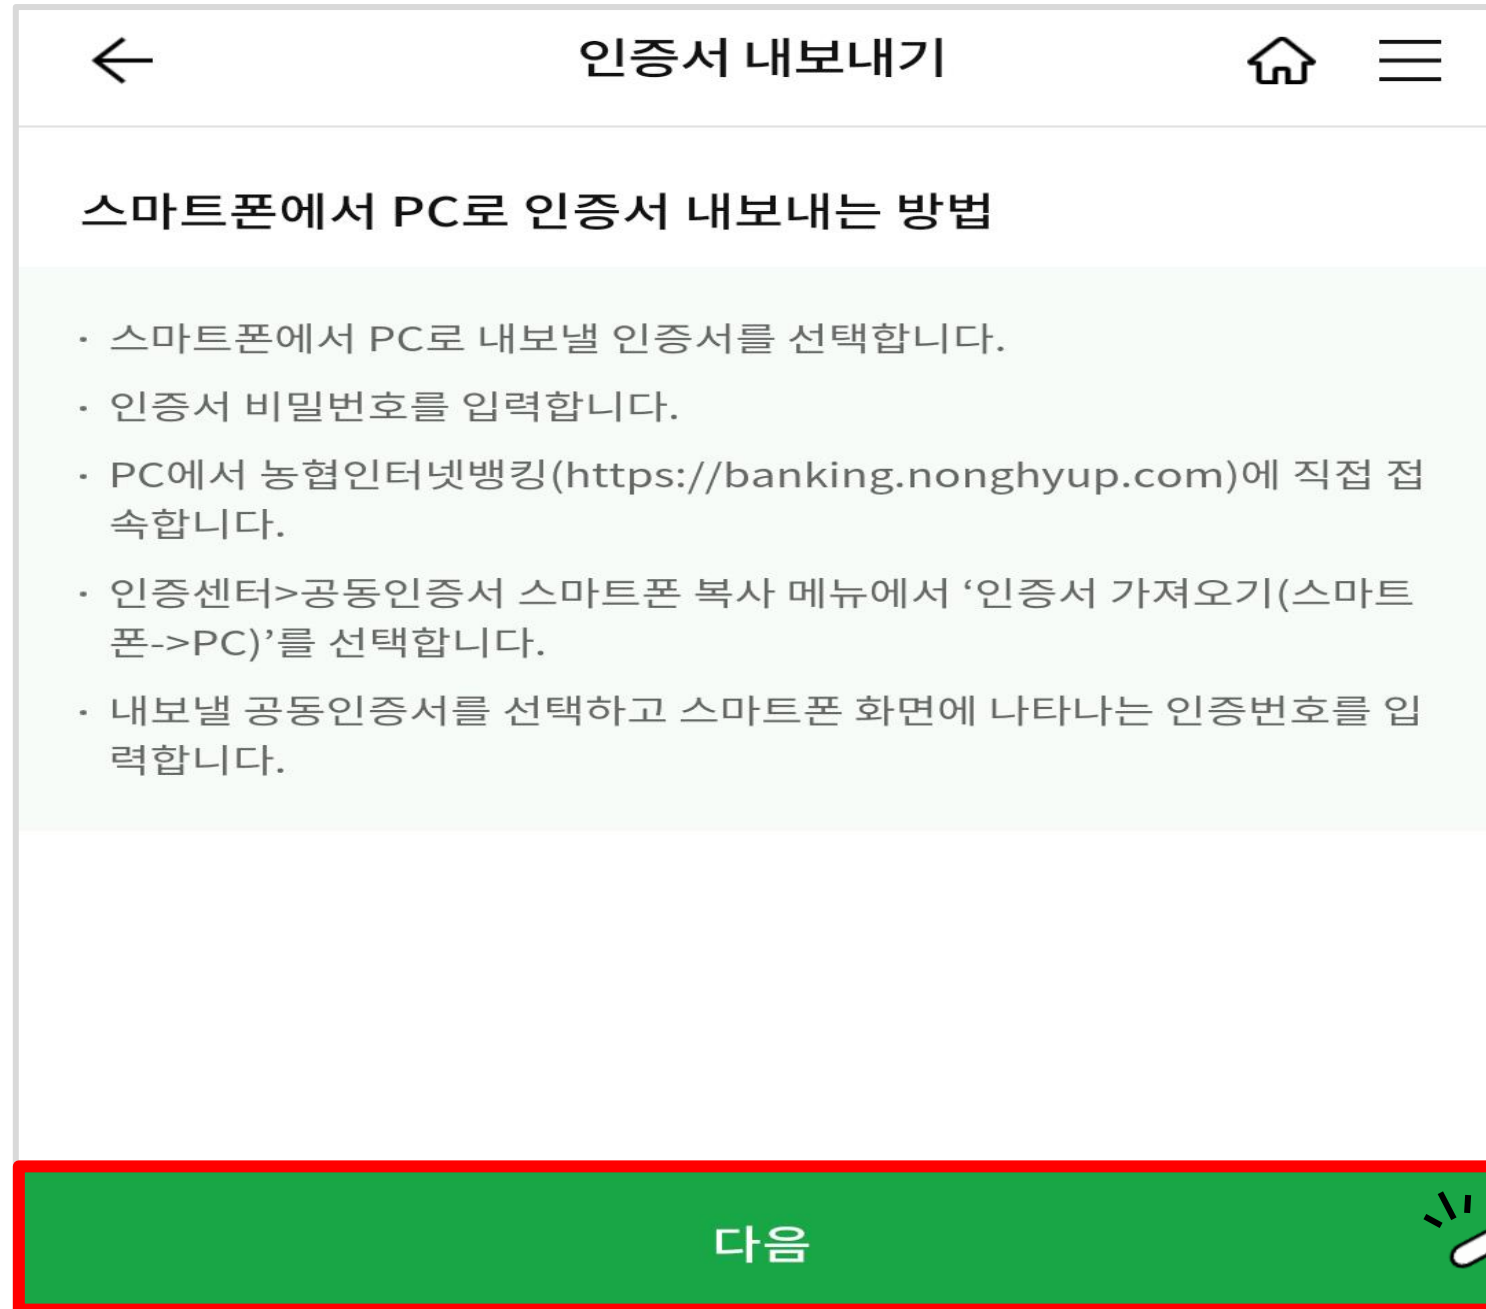 인증서 내보내기
스마트폰에서 PC로 인증서 내보내는 방법
· 스마트폰에서 PC로 내보낼 인증서를 선택합니다.
· 인증서 비밀번호를 입력합니다.
· PC에서 농협인터넷뱅킹(https://banking.nonghyup.com)에 직접 접
속합니다.
· 인증센터>공동인증서 스마트폰 복사 메뉴에서 ‘인증서 가져오기(스마트
폰->PC)’를 선택합니다.
· 내보낼 공동인증서를 선택하고 스마트폰 화면에 나타나는 인증번호를 입
력합니다.
다음